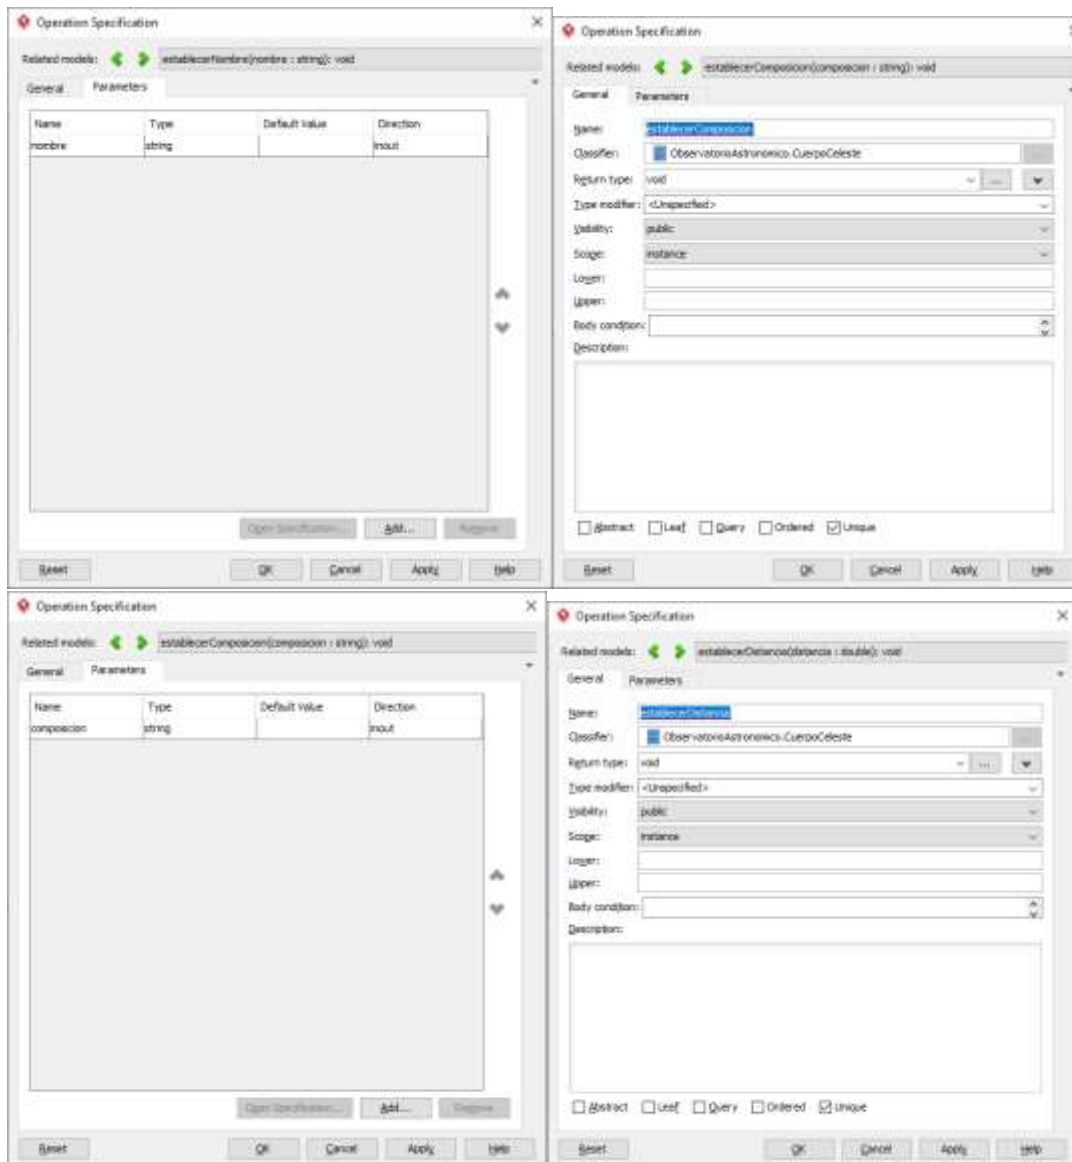 Operation Specification
Related models: establecerNombre(nombre : string): void
General Parameters
Name Type Default Value Direction
nombre string inout
Open Specification... Add... Remove
Reset OK Cancel Apply Help
Operation Specification
Related models: establecerComposicion(composicion : string): void
General Parameters
Name: establecerComposicion
Classifier: ObservatorioAstronomico.CuerpoCeleste ...
Return type: void ...
Type modifier: <Unspecified>
Visibility: public
Scope: instance
Lower:
Upper:
Body condition:
Description:
Abstract Leaf Query Ordered Unique
Reset OK Cancel Apply Help
Operation Specification
Related models: establecerComposicion(composicion : string): void
General Parameters
Name Type Default Value Direction
composicion string inout
Open Specification... Add... Remove
Reset OK Cancel Apply Help
Operation Specification
Related models: establecerDistancia(distancia : double): void
General Parameters
Name: establecerDistancia
Classifier: ObservatorioAstronomico.CuerpoCeleste ...
Return type: void ...
Type modifier: <Unspecified>
Visibility: public
Scope: instance
Lower:
Upper:
Body condition:
Description:
Abstract Leaf Query Ordered Unique
Reset OK Cancel Apply Help